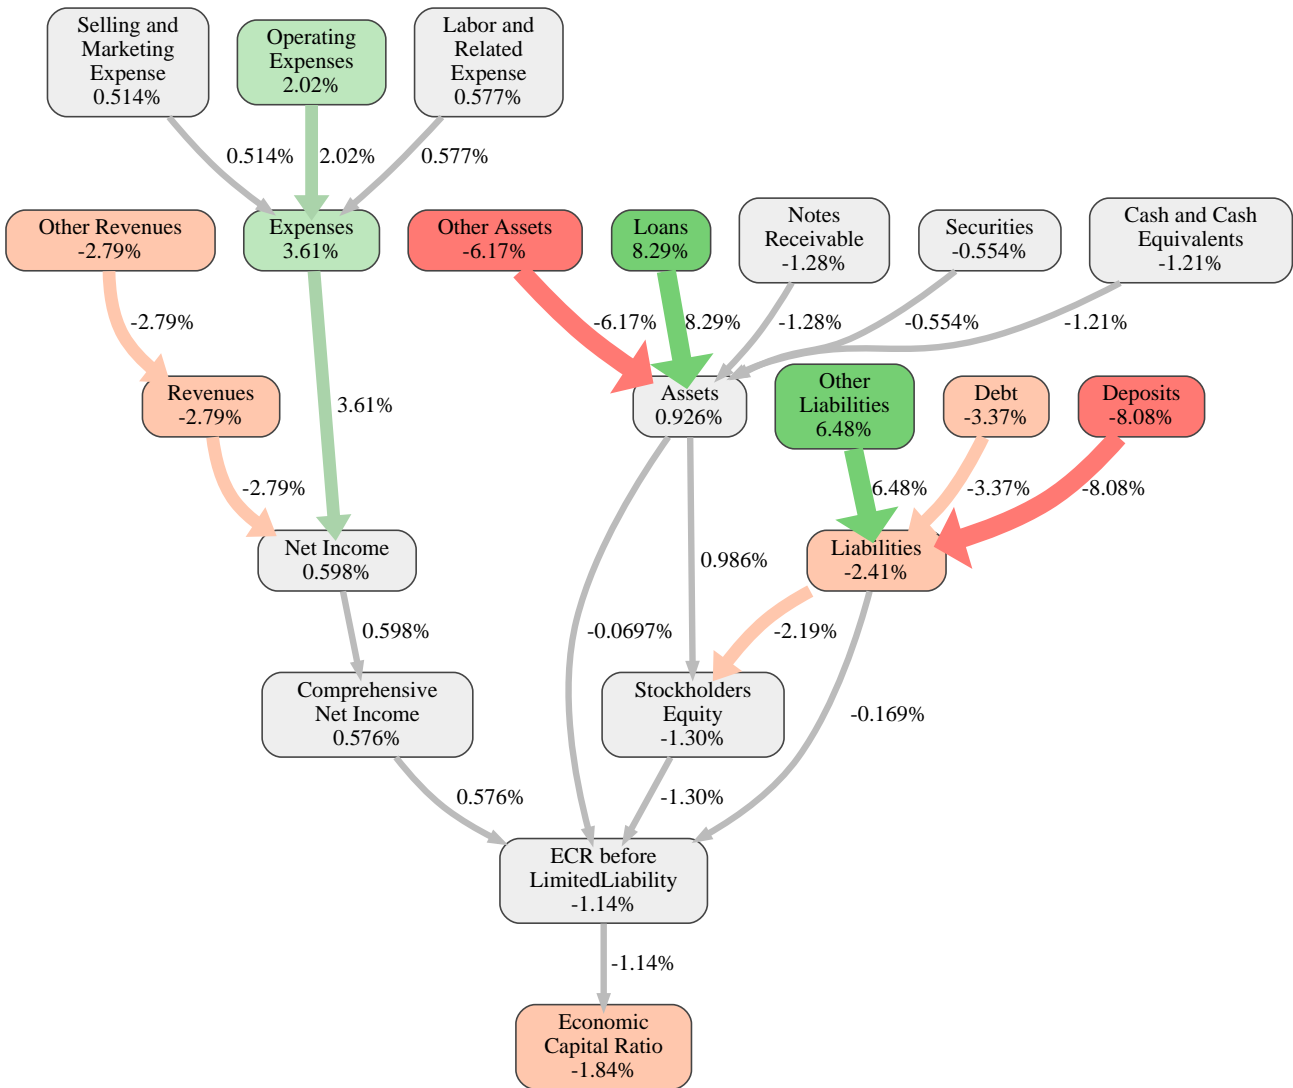 Selling and
Marketing
Expense
0.514%
Operating
Expenses
2.02%
Labor and
Related
Expense
0.577%
0.514%
2.02%
0.577%
Other Revenues
-2.79%
Expenses
3.61%
Other Assets
-6.17%
Loans
8.29%
Notes
Receivable
-1.28%
Securities
-0.554%
Cash and Cash
Equivalents
-1.21%
-2.79%
-6.17%
8.29%
-1.28%
-0.554%
-1.21%
Revenues
-2.79%
3.61%
Assets
0.926%
Other
Liabilities
6.48%
Debt
-3.37%
Deposits
-8.08%
-2.79%
6.48%
-3.37%
-8.08%
Net Income
0.598%
0.986%
Liabilities
-2.41%
0.598%
-0.0697%
-2.19%
Comprehensive
Net Income
0.576%
Stockholders
Equity
-1.30%
-0.169%
0.576%
-1.30%
ECR before
LimitedLiability
-1.14%
-1.14%
Economic
Capital Ratio
-1.84%